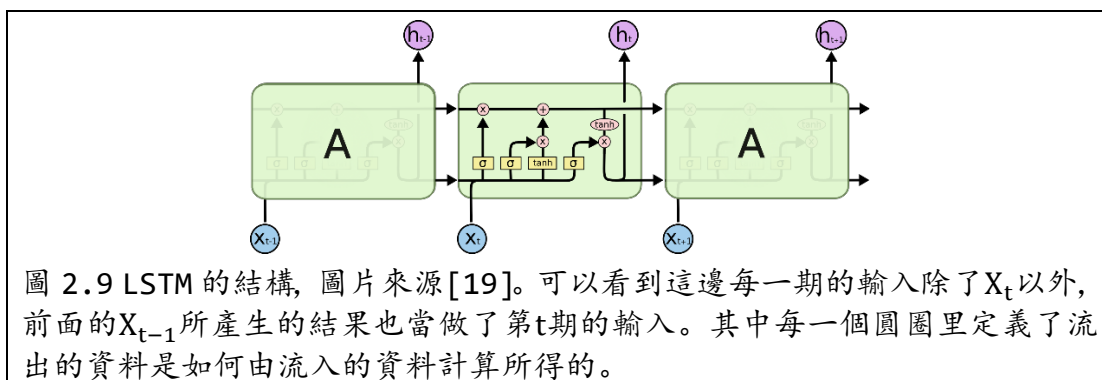 ht-1 ht ht+1
x + tanh x σ σ tanh σ A
x + tanh x σ σ tanh σ
x + tanh x σ σ tanh σ A
Xt-1 Xt Xt+1
圖 2.9 LSTM 的結構, 圖片來源[19]。可以看到這邊每一期的輸入除了Xt以外,
前面的Xt−1所產生的結果也當做了第t期的輸入。其中每一個圓圈里定義了流
出的資料是如何由流入的資料計算所得的。